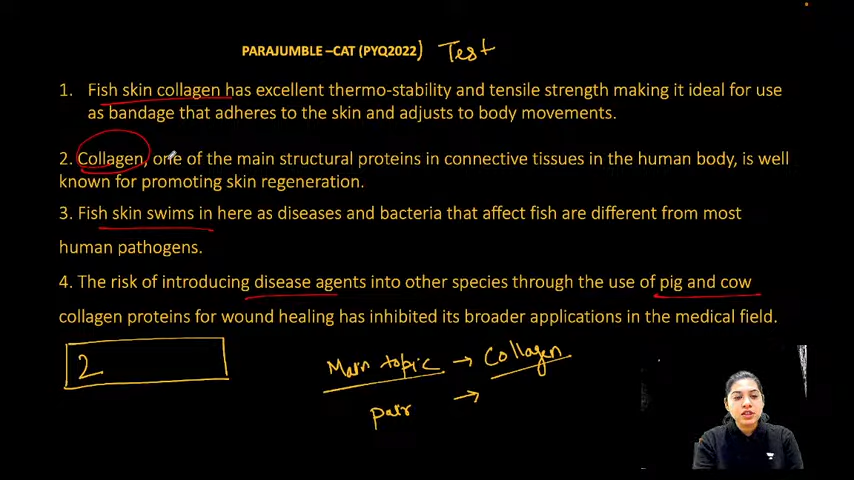 PARAJUMBLE –CAT (PYQ2022) Test
1. Fish skin collagen has excellent thermo-stability and tensile strength making it ideal for use
as bandage that adheres to the skin and adjusts to body movements.
2. Collagen, one of the main structural proteins in connective tissues in the human body, is well
known for promoting skin regeneration.
3. Fish skin swims in here as diseases and bacteria that affect fish are different from most
human pathogens.
4. The risk of introducing disease agents into other species through the use of pig and cow
collagen proteins for wound healing has inhibited its broader applications in the medical field.
2
Main topic → Collagen
pair →